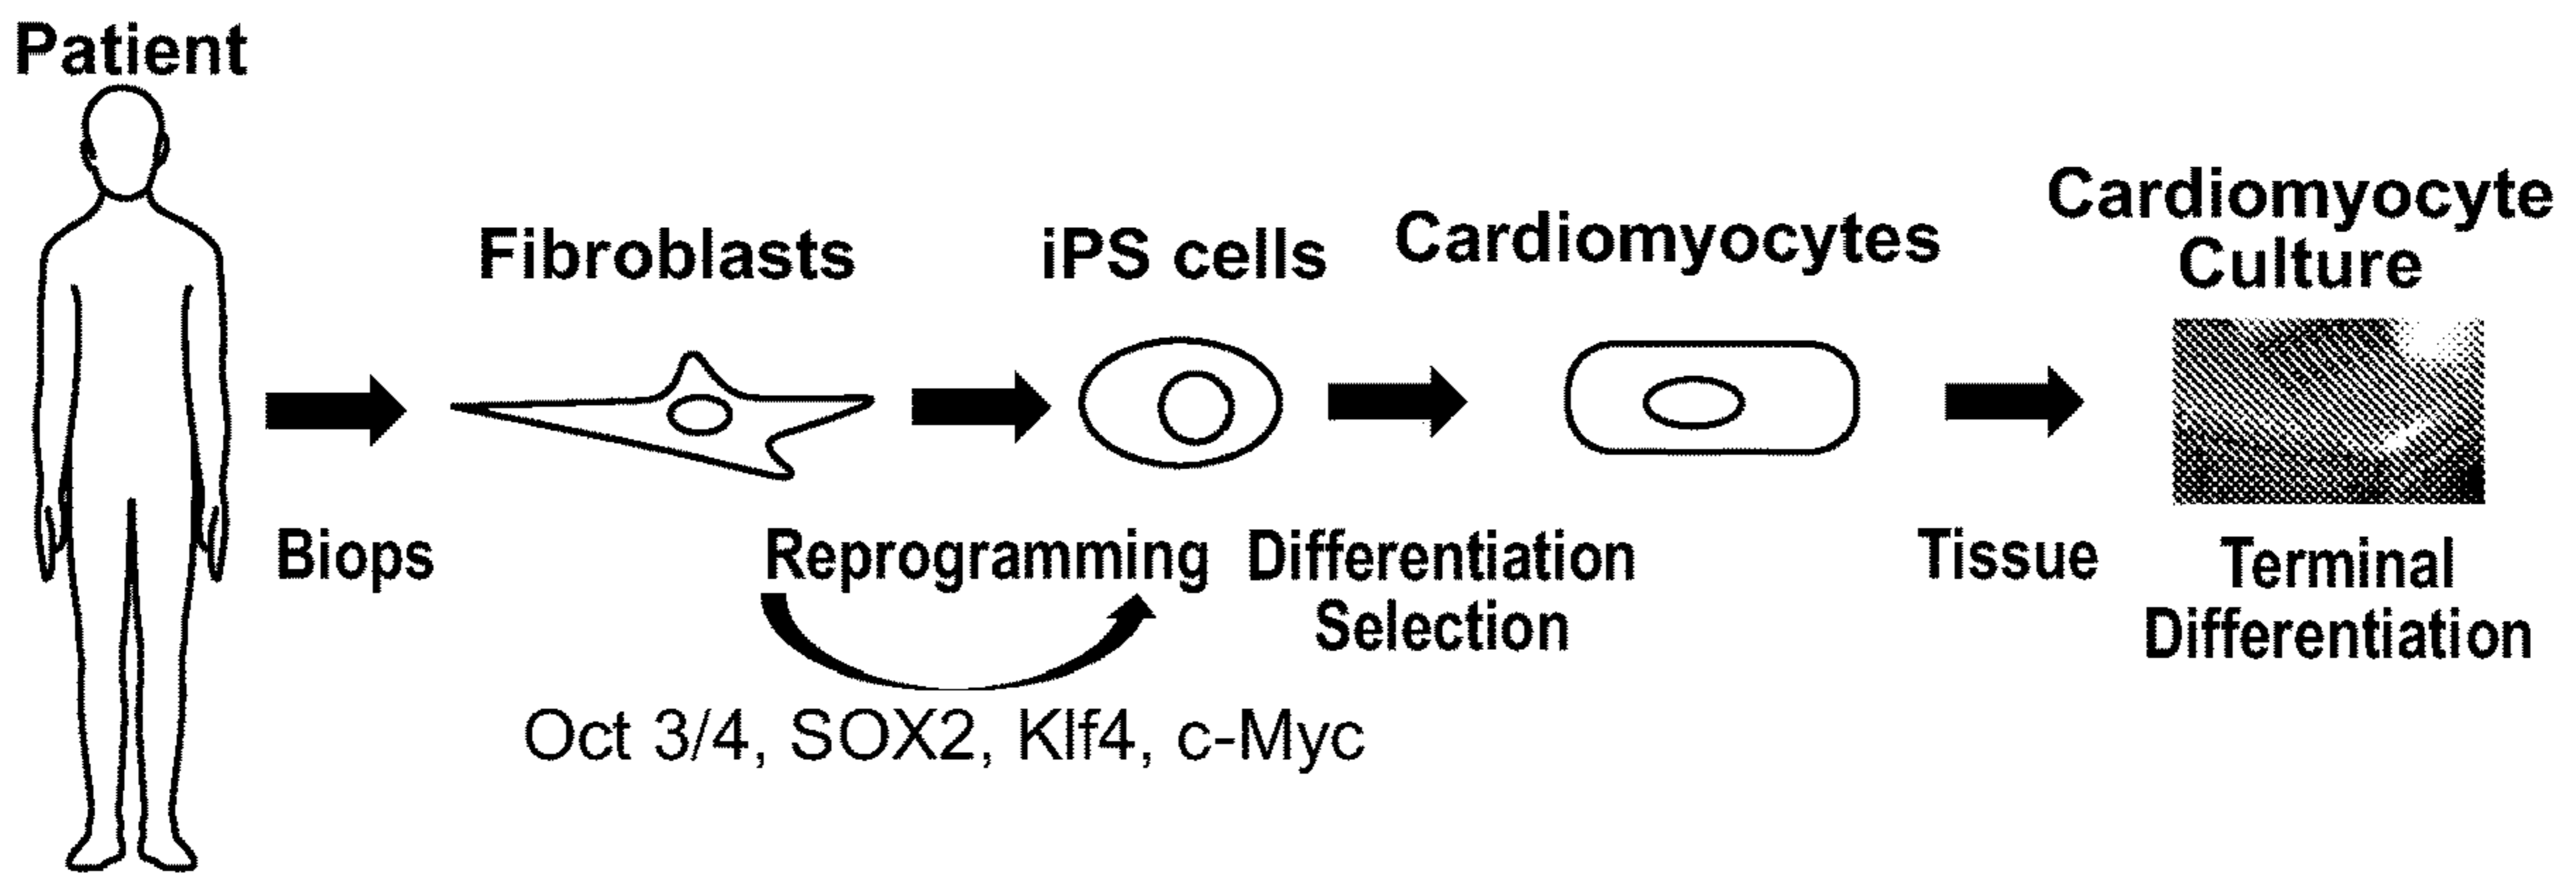 Patient
Fibroblasts
iPS cells
Cardiomyocytes
Cardiomyocyte
Culture
Biops
Reprogramming
Differentiation
Selection
Tissue
Terminal
Differentiation
Oct 3/4, SOX2, Klf4, c-Myc